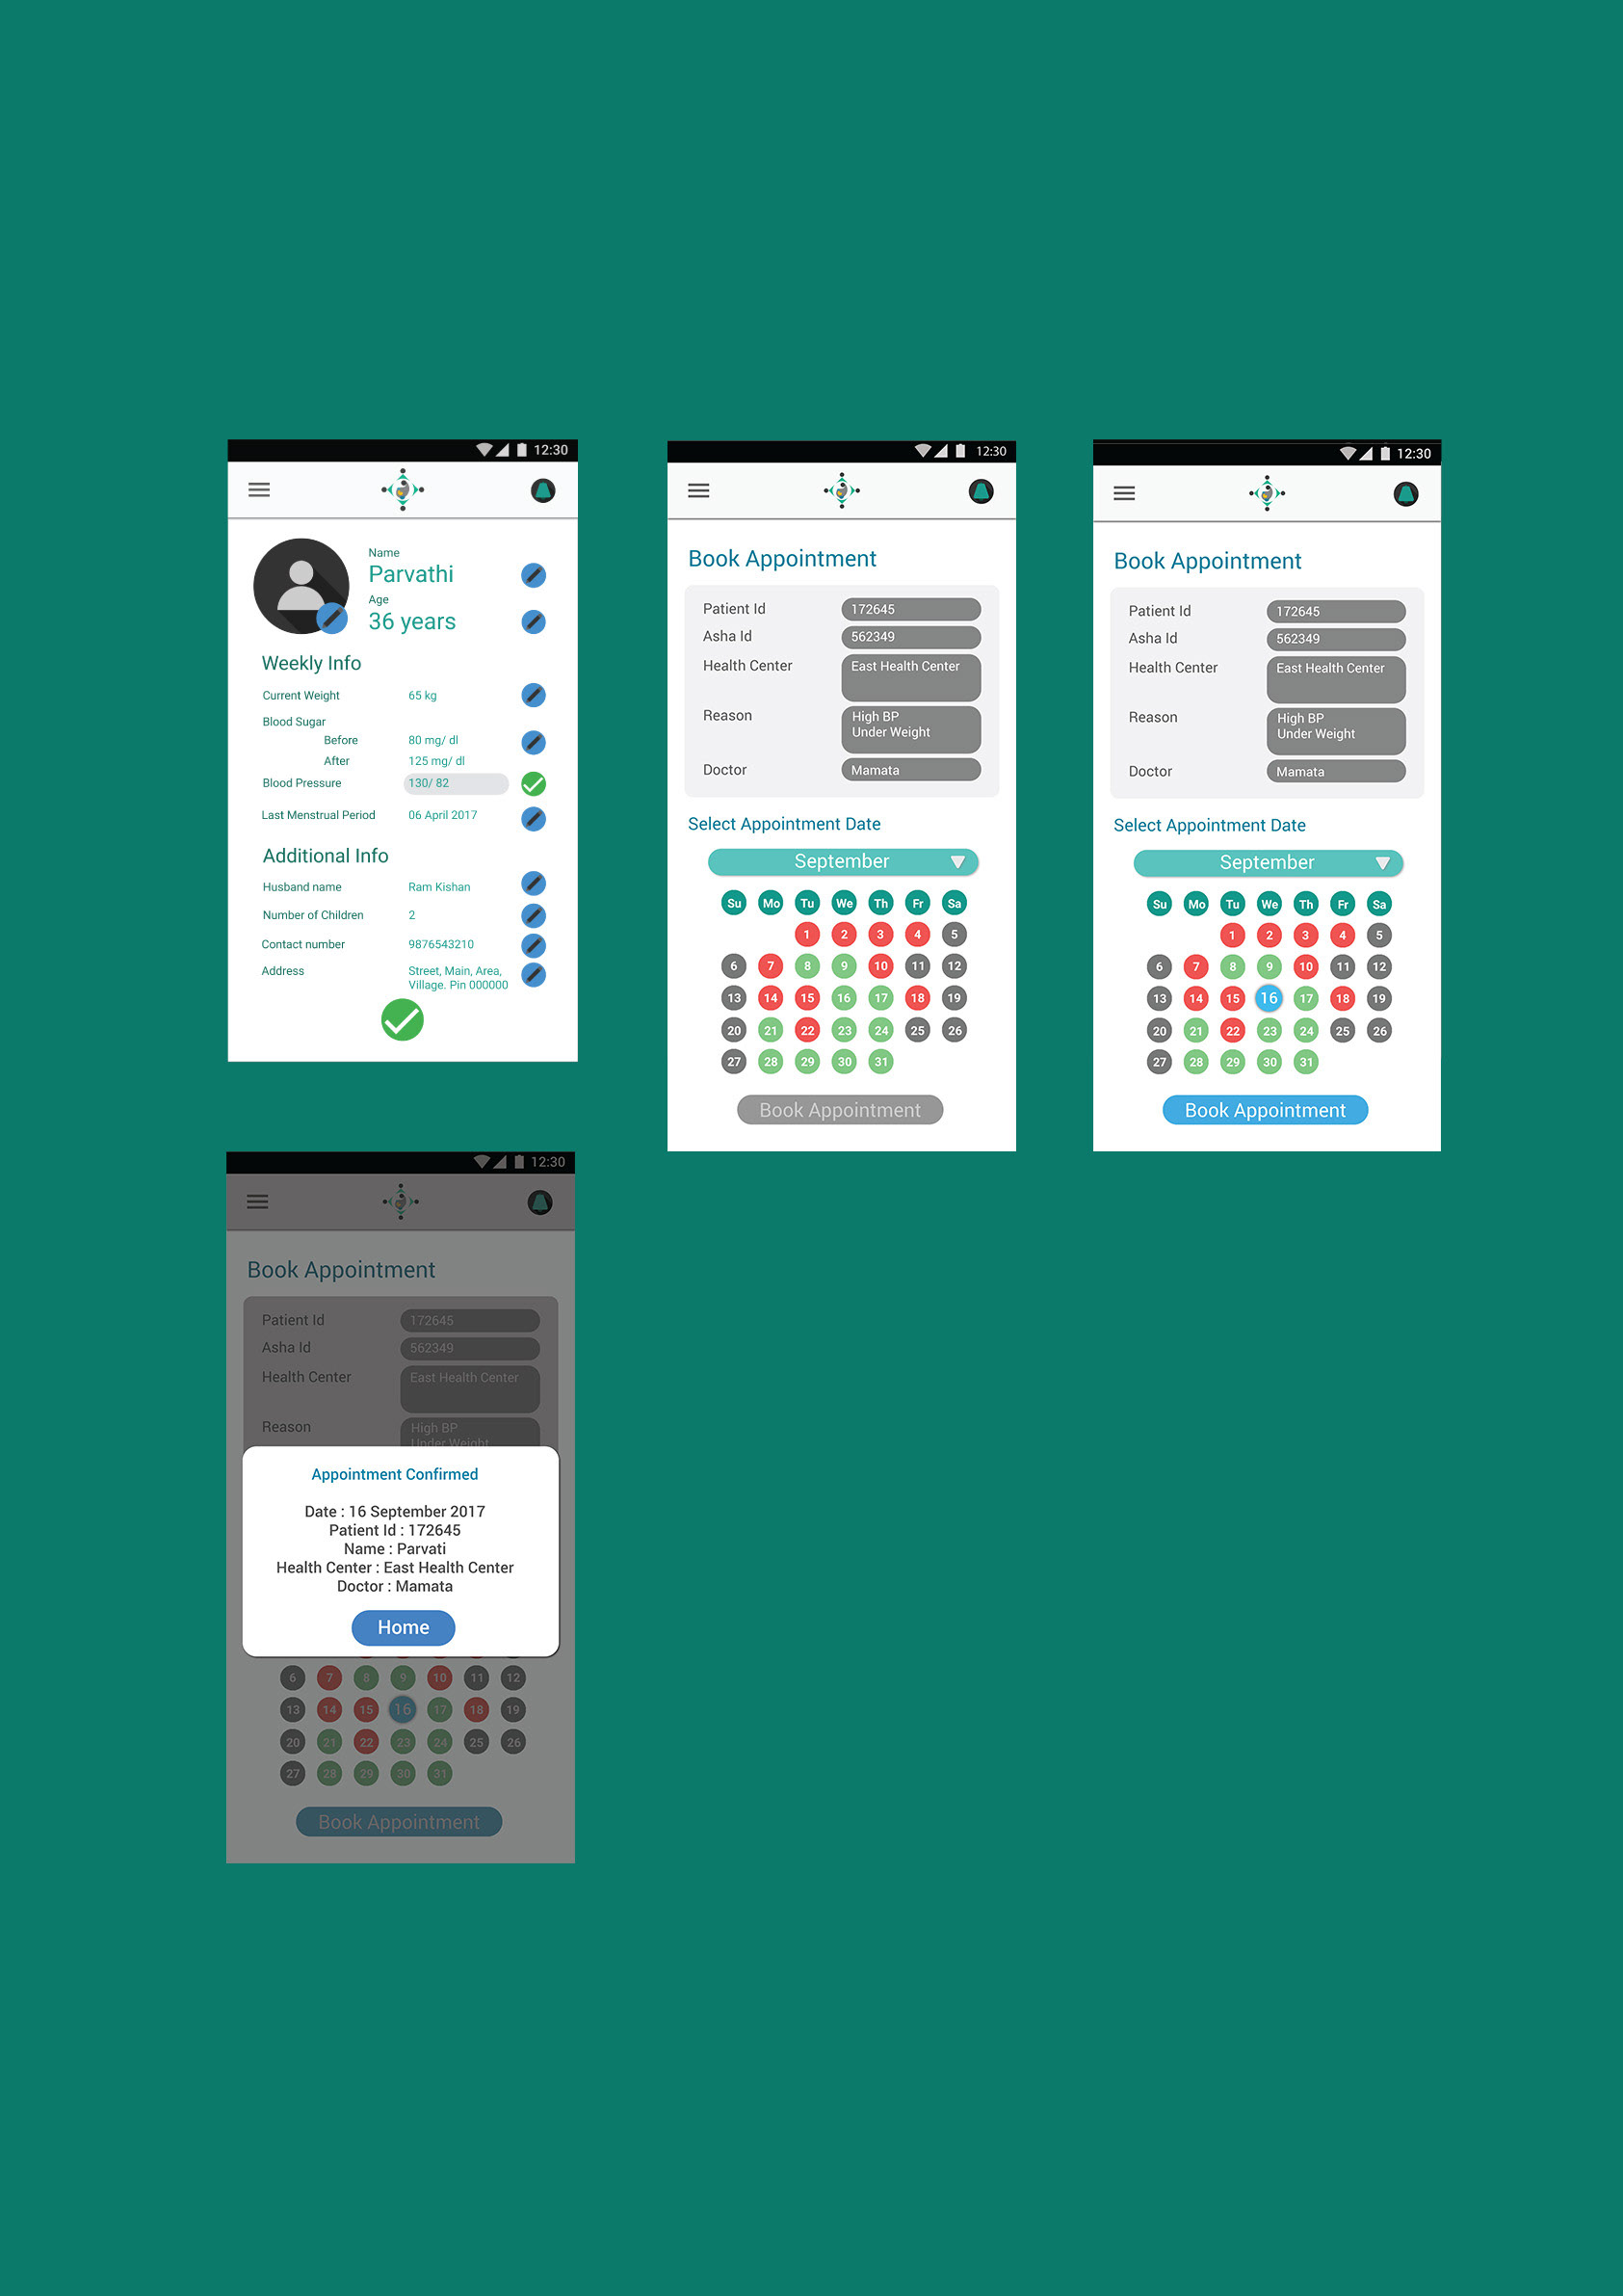 12:30
Name
Parvathi
Age
36 years
Weekly Info
Current Weight 65 kg
Blood Sugar
Before 80 mg/ dl
After 125 mg/ dl
Blood Pressure 130/ 82
Last Menstrual Period 06 April 2017
Additional Info
Husband name Ram Kishan
Number of Children 2
Contact number 9876543210
Address Street, Main, Area,
Village. Pin 000000
12:30
Book Appointment
Patient Id 172645
Asha Id 562349
Health Center East Health Center
Reason High BP
Under Weight
Doctor Mamata
Select Appointment Date
September
Su Mo Tu We Th Fr Sa
1 2 3 4 5
6 7 8 9 10 11 12
13 14 15 16 17 18 19
20 21 22 23 24 25 26
27 28 29 30 31
Book Appointment
12:30
Book Appointment
Patient Id 172645
Asha Id 562349
Health Center East Health Center
Reason High BP
Under Weight
Doctor Mamata
Select Appointment Date
September
Su Mo Tu We Th Fr Sa
1 2 3 4 5
6 7 8 9 10 11 12
13 14 15 16 17 18 19
20 21 22 23 24 25 26
27 28 29 30 31
Book Appointment
12:30
Book Appointment
Patient Id 172645
Asha Id 562349
Health Center East Health Center
Reason High BP
Under Weight
Appointment Confirmed
Date : 16 September 2017
Patient Id : 172645
Name : Parvati
Health Center : East Health Center
Doctor : Mamata
Home
6 7 8 9 10 11 12
13 14 15 16 17 18 19
20 21 22 23 24 25 26
27 28 29 30 31
Book Appointment